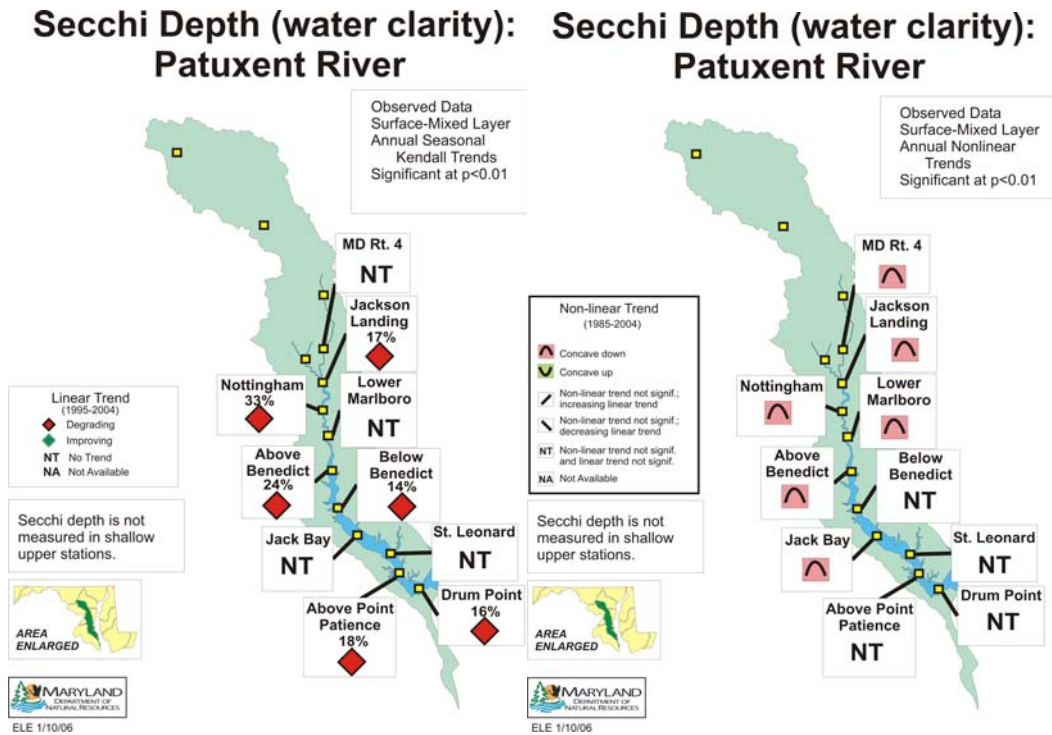 Secchi Depth (water clarity):
Patuxent River
Observed Data
Surface-Mixed Layer
Annual Seasonal
Kendall Trends
Significant at p<0.01
MD Rt. 4
NT
Jackson
Landing
17%
Nottingham
33%
Lower
Marlboro
NT
Linear Trend
(1995-2004)
Degrading
Improving
NT No Trend
NA Not Available
Above
Benedict
24%
Below
Benedict
14%
Secchi depth is not
measured in shallow
upper stations.
Jack Bay
NT
St. Leonard
NT
Above Point
Patience
18%
Drum Point
16%
AREA
ENLARGED
MARYLAND
DEPARTMENT OF
NATURAL RESOURCES
ELE 1/10/06
Secchi Depth (water clarity):
Patuxent River
Observed Data
Surface-Mixed Layer
Annual Nonlinear
Trends
Significant at p<0.01
MD Rt. 4
Jackson
Landing
Non-linear Trend
(1985-2004)
Concave down
Concave up
Non-linear trend not signif.;
increasing linear trend
Non-linear trend not signif.;
decreasing linear trend
NT Non-linear trend not signif.
and linear trend not signif.
NA Not Available
Nottingham
Lower
Marlboro
Above
Benedict
Below
Benedict
NT
Secchi depth is not
measured in shallow
upper stations.
Jack Bay
St. Leonard
NT
Above Point
Patience
NT
Drum Point
NT
AREA
ENLARGED
MARYLAND
DEPARTMENT OF
NATURAL RESOURCES
ELE 1/10/06